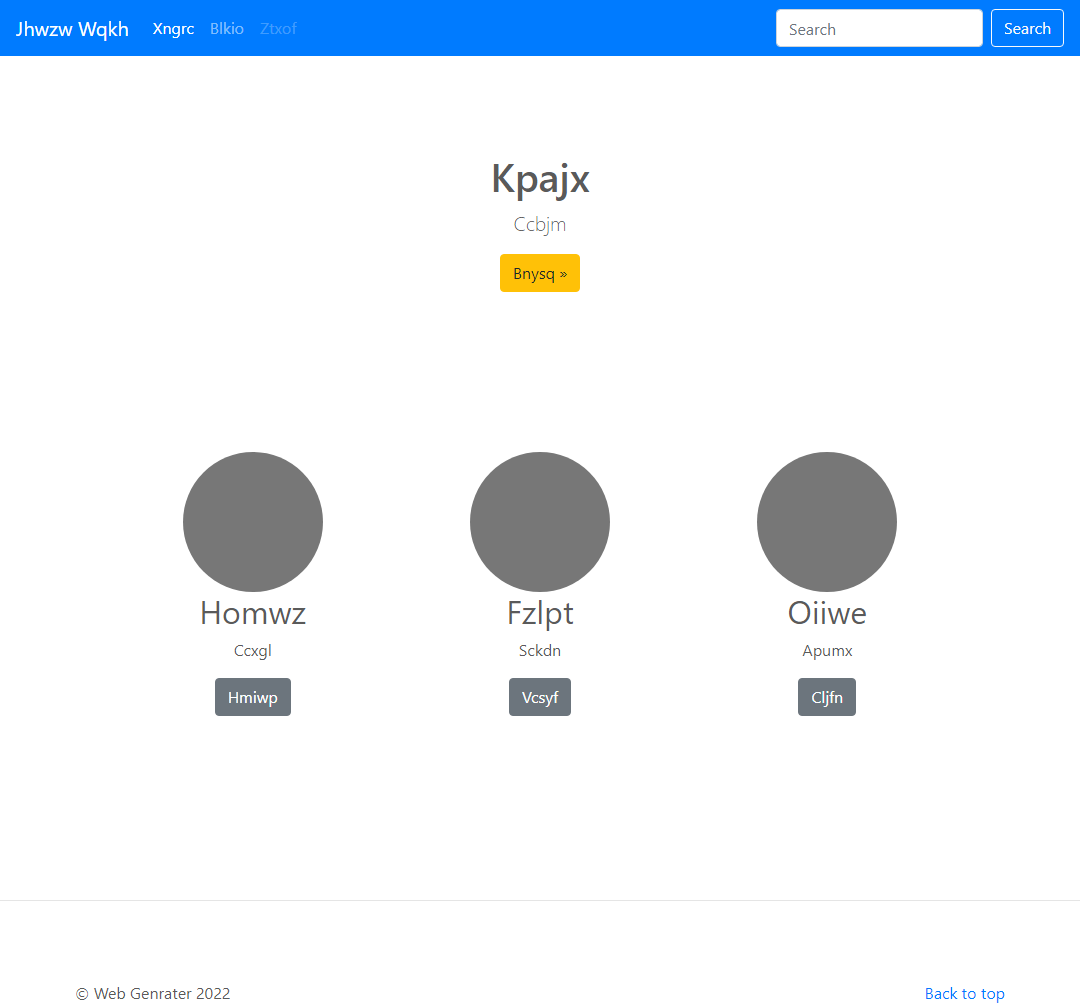 Jhwzw Wqkh Xngrc Blkio Ztxof Search Search
Kpajx
Ccbjm
Bnysq »
Homwz Fzlpt Oiiwe
Ccxgl Sckdn Apumx
Hmiwp Vcsyf Cljfn
© Web Genrater 2022 Back to top